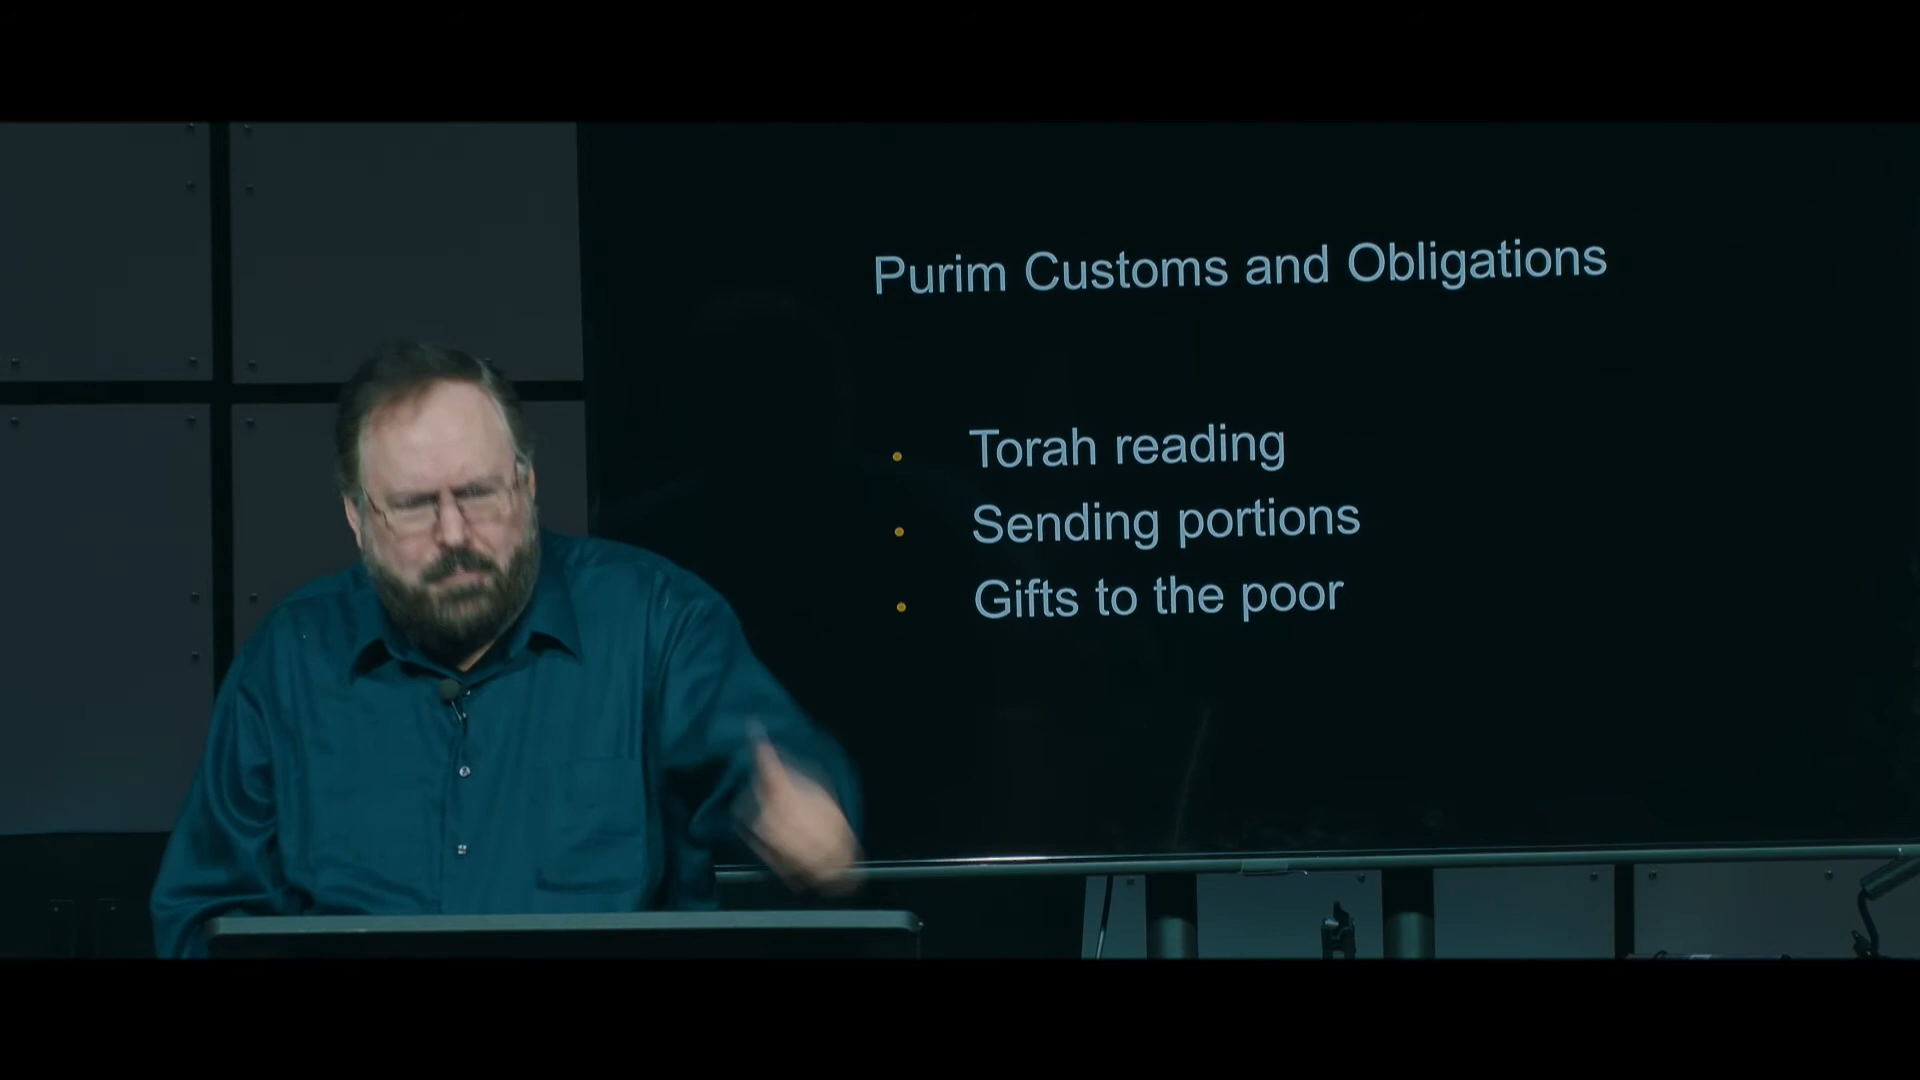 Purim Customs and Obligations
Torah reading
Sending portions
Gifts to the poor